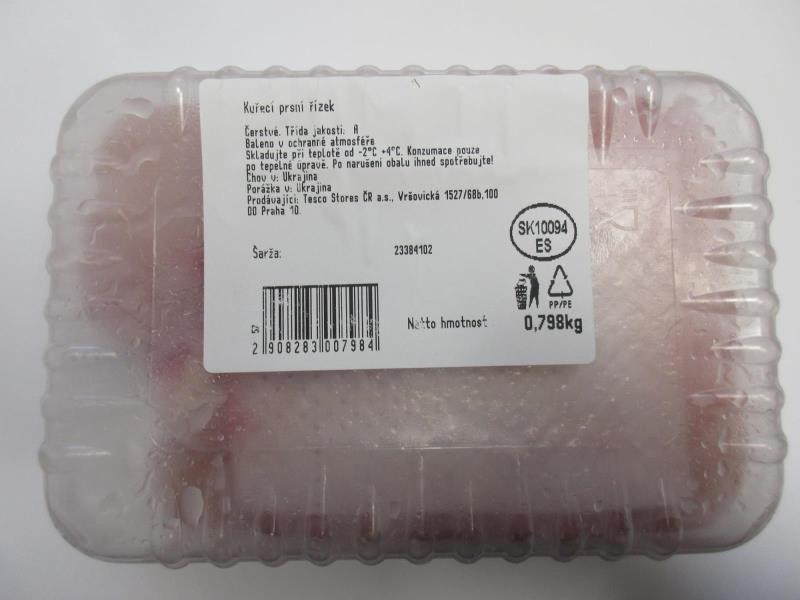 Kuřecí prsní řízek
Čerstvé. Třída jakosti: A
Baleno v ochranné atmosféře
Skladujte při teplotě od -2°C +4°C. Konzumace pouze
po tepelné úpravě. Po narušení obalu ihned spotřebujte!
Chov v: Ukrajina
Porážka v: Ukrajina
Prodávající: Tesco Stores ČR a.s., Vršovická 1527/68b,100
00 Praha 10.
SK10094
ES
Šarža: 23384102
PP/PE
Netto hmotnost 0,798kg
2 908283 007984